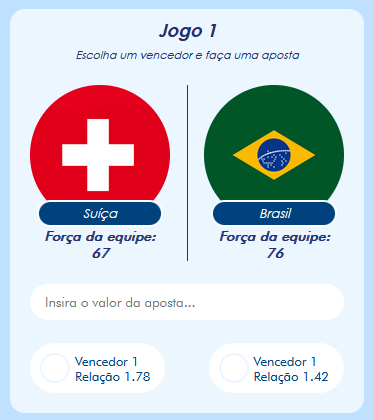 Jogo 1
Escolha um vencedor e faça uma aposta
Suíça
Brasil
Força da equipe:
67
Força da equipe:
76
Insira o valor da aposta...
Vencedor 1
Relação 1.78
Vencedor 1
Relação 1.42